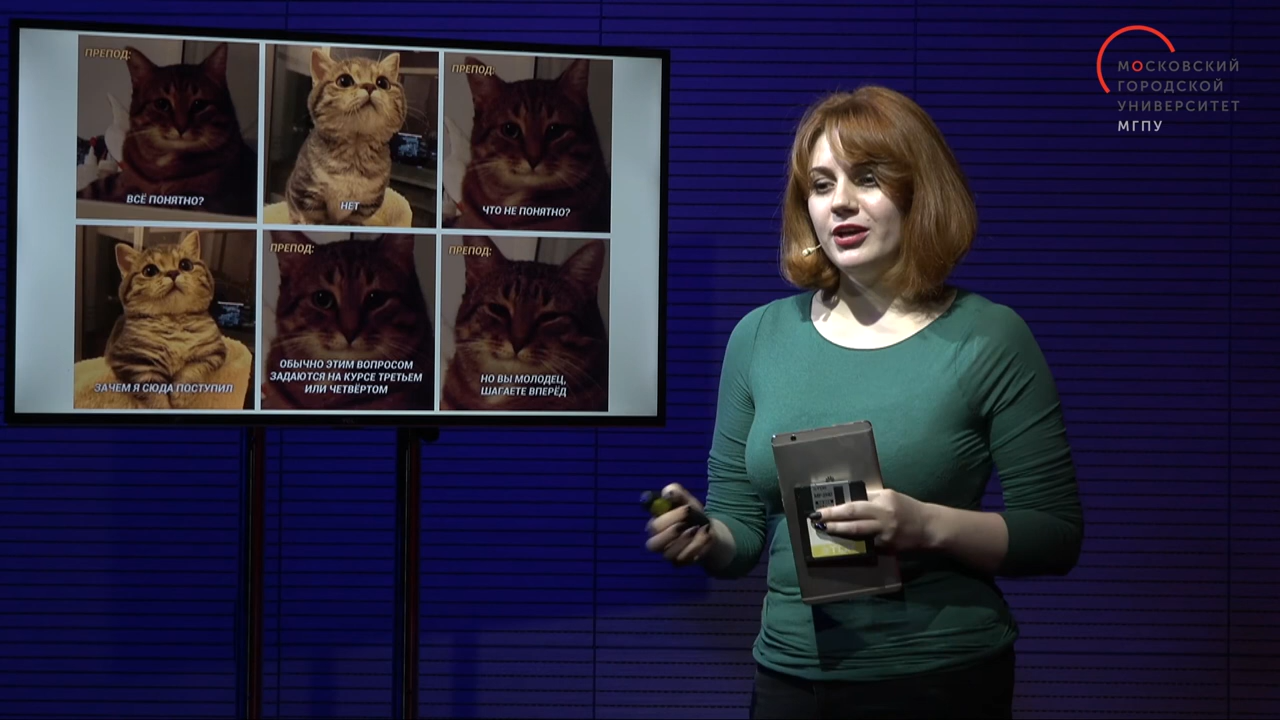 ПРЕПОД:
ВСЁ ПОНЯТНО?
НЕТ
ПРЕПОД:
ЧТО НЕ ПОНЯТНО?
ЗАЧЕМ Я СЮДА ПОСТУПИЛ
ПРЕПОД:
ОБЫЧНО ЭТИМ ВОПРОСОМ
ЗАДАЮТСЯ НА КУРСЕ ТРЕТЬЕМ
ИЛИ ЧЕТВЁРТОМ
ПРЕПОД:
НО ВЫ МОЛОДЕЦ,
ШАГАЕТЕ ВПЕРЁД
МОСКОВСКИЙ
ГОРОДСКОЙ
УНИВЕРСИТЕТ
МГПУ